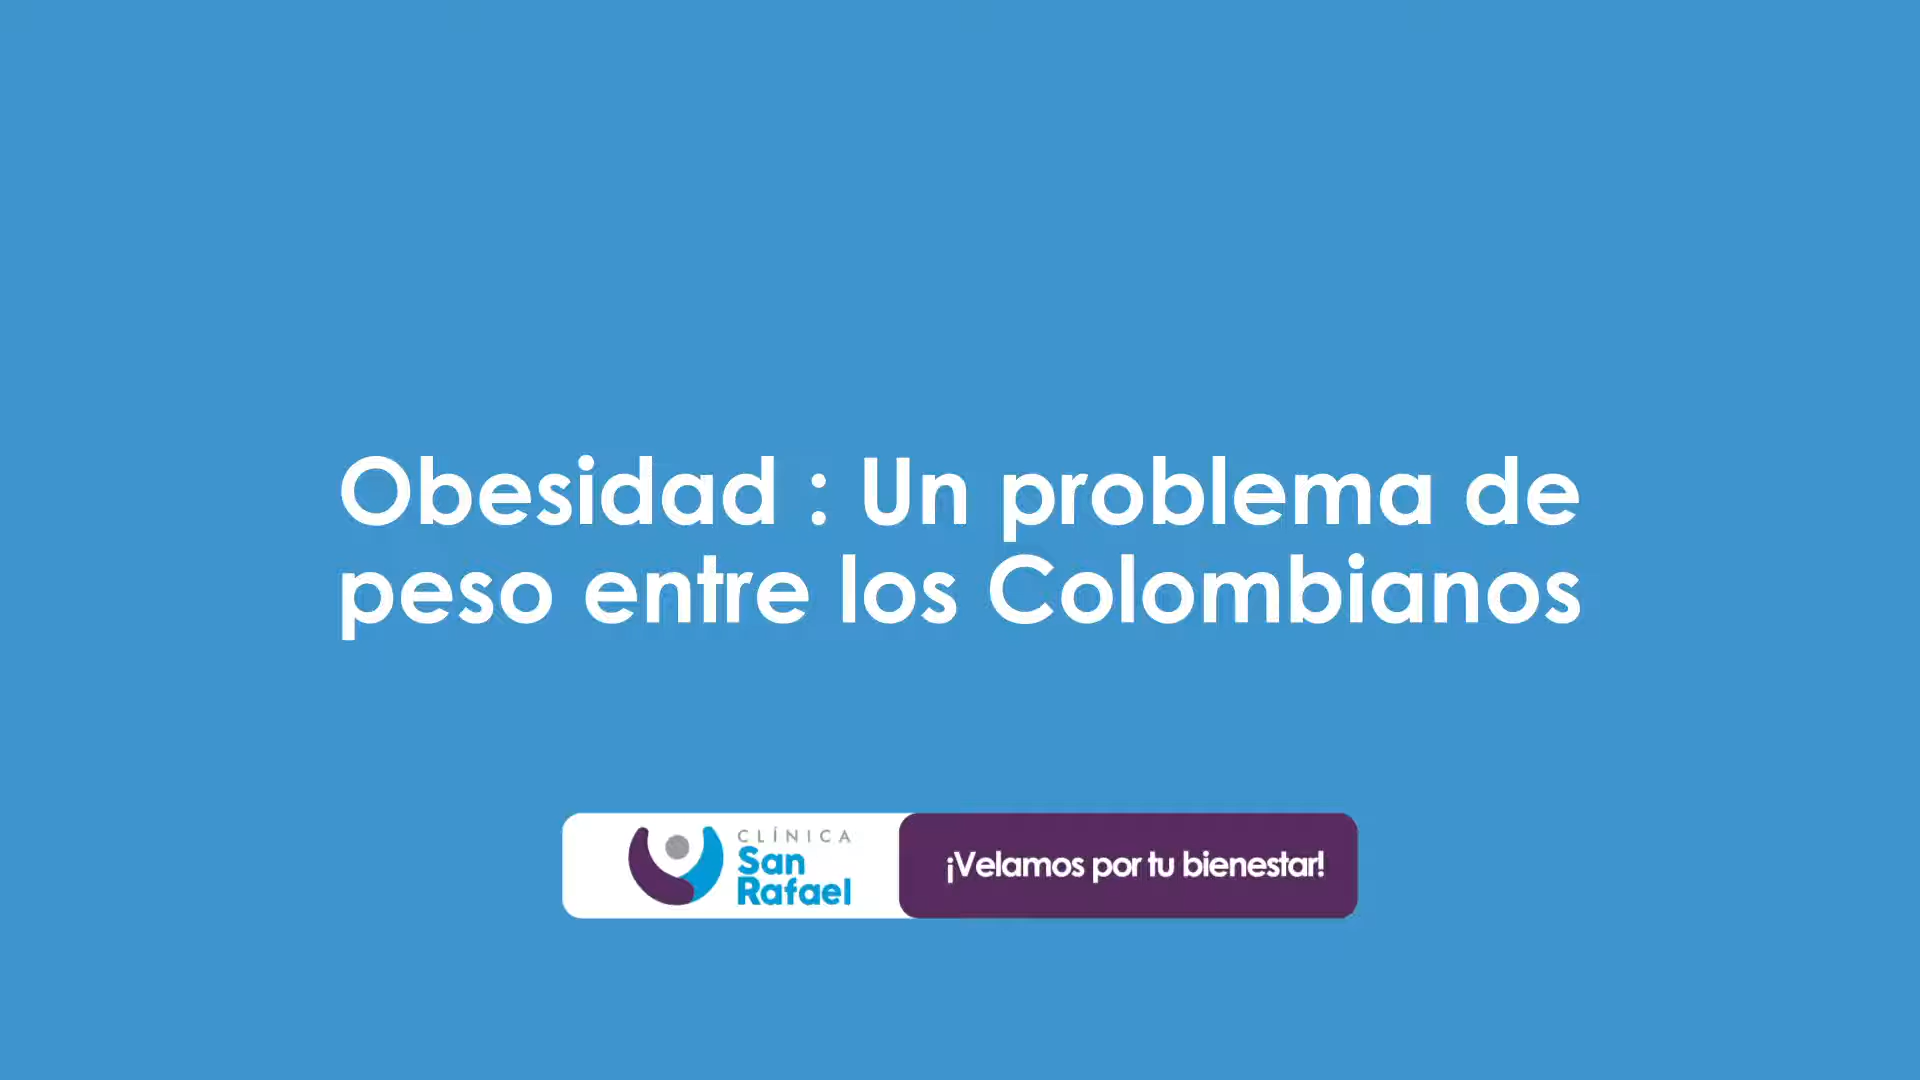 Obesidad : Un problema de
peso entre los Colombianos
CLÍNICA
San
Rafael
¡Velamos por tu bienestar!